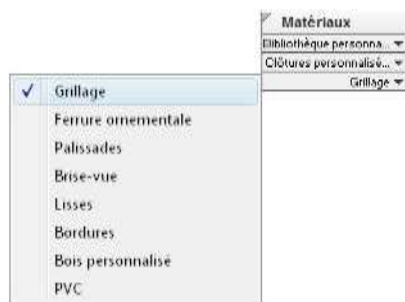 Matériaux
Bibliothèque personna...
Clôtures personnalisé...
Grillage
Grillage
Ferrure ornementale
Palissades
Brise-vue
Lisses
Bordures
Bois personnalisé
PVC